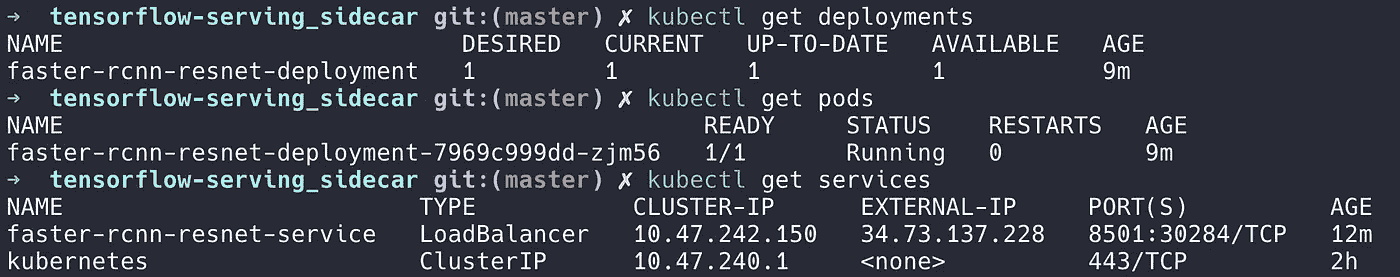 ➜  tensorflow-serving_sidecar git:(master) ✗ kubectl get deployments
NAME                             DESIRED   CURRENT   UP-TO-DATE   AVAILABLE   AGE
faster-rcnn-resnet-deployment   1         1         1            1           9m
➜  tensorflow-serving_sidecar git:(master) ✗ kubectl get pods
NAME                                             READY     STATUS    RESTARTS   AGE
faster-rcnn-resnet-deployment-7969c999dd-zjm56   1/1       Running   0          9m
➜  tensorflow-serving_sidecar git:(master) ✗ kubectl get services
NAME                         TYPE           CLUSTER-IP      EXTERNAL-IP     PORT(S)          AGE
faster-rcnn-resnet-service   LoadBalancer   10.47.242.150   34.73.137.228   8501:30284/TCP   12m
kubernetes                   ClusterIP      10.47.240.1     <none>          443/TCP          2h